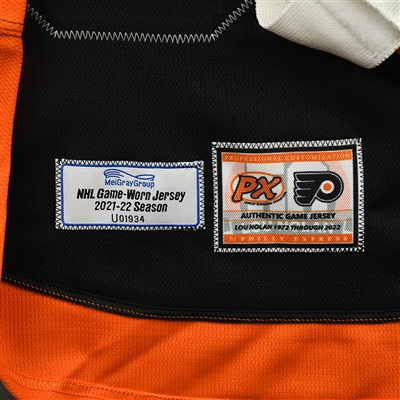 MeiGrayGroup
NHL Game-Worn Jersey
2021-22 Season
U01934
PROFESSIONAL CUSTOMIZATION
PX
AUTHENTIC GAME JERSEY
LOU NOLAN 1972 THROUGH 2022
by PHILLY EXPRESS